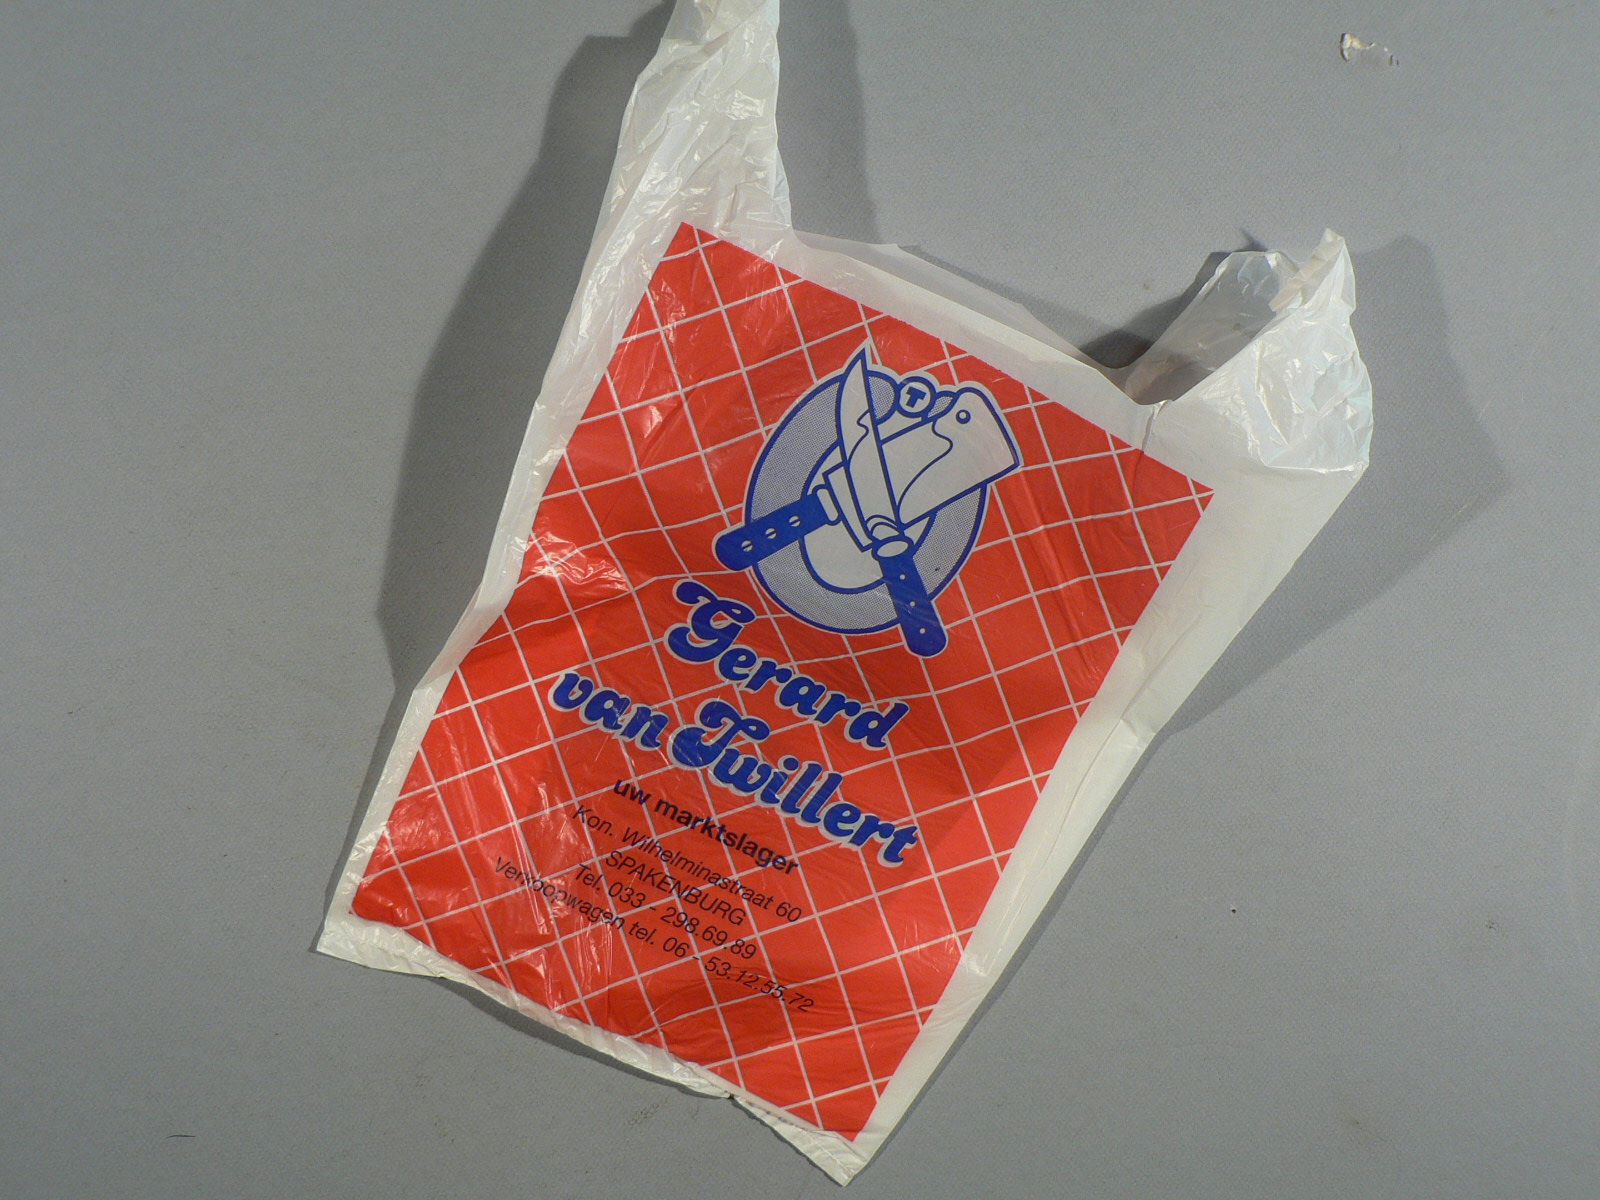 T
Gerard
van Twillert
uw marktslager
Kon. Wilhelminastraat 60
SPAKENBURG
Tel. 033 - 298.69.89
Verkoopwagen tel. 06 - 53.12.55.72